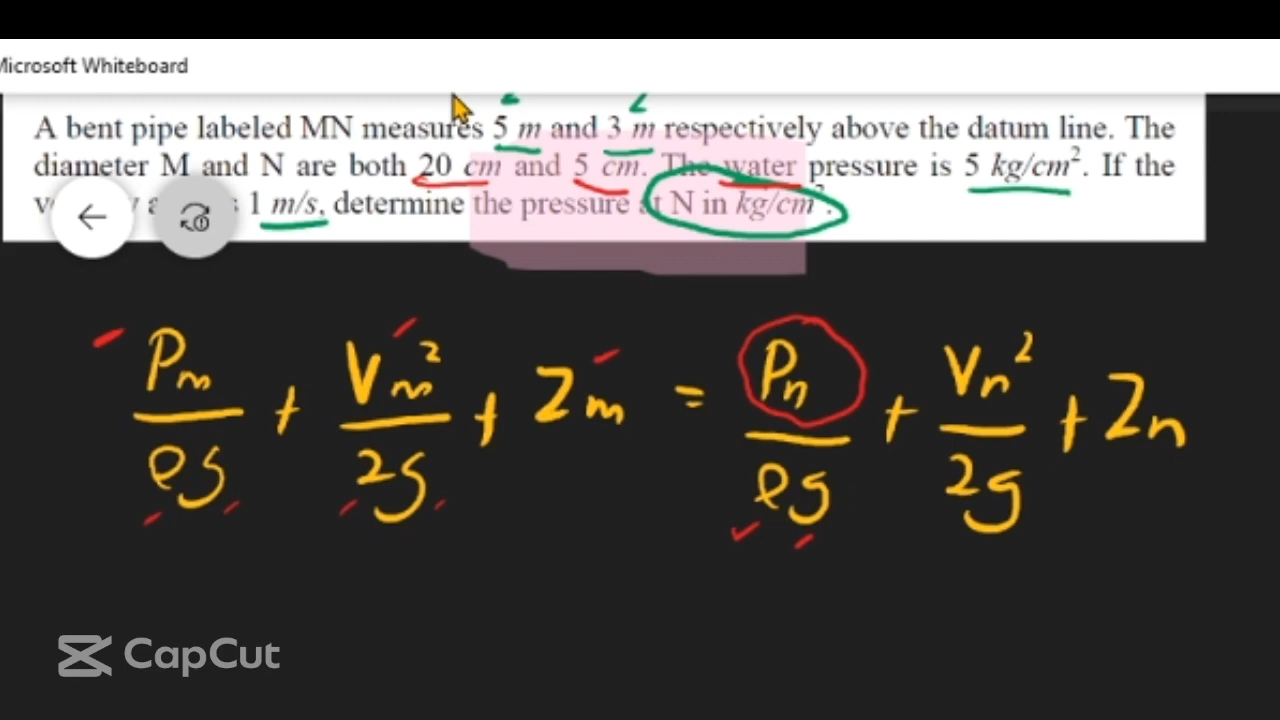 Microsoft Whiteboard
A bent pipe labeled MN measures 5 m and 3 m respectively above the datum line. The
diameter M and N are both 20 cm and 5 cm. The water pressure is 5 kg/cm². If the
1 m/s, determine the pressure at N in kg/cm².
Pm/ρg + Vm²/2g + Zm = Pn/ρg + Vn²/2g + Zn
CapCut